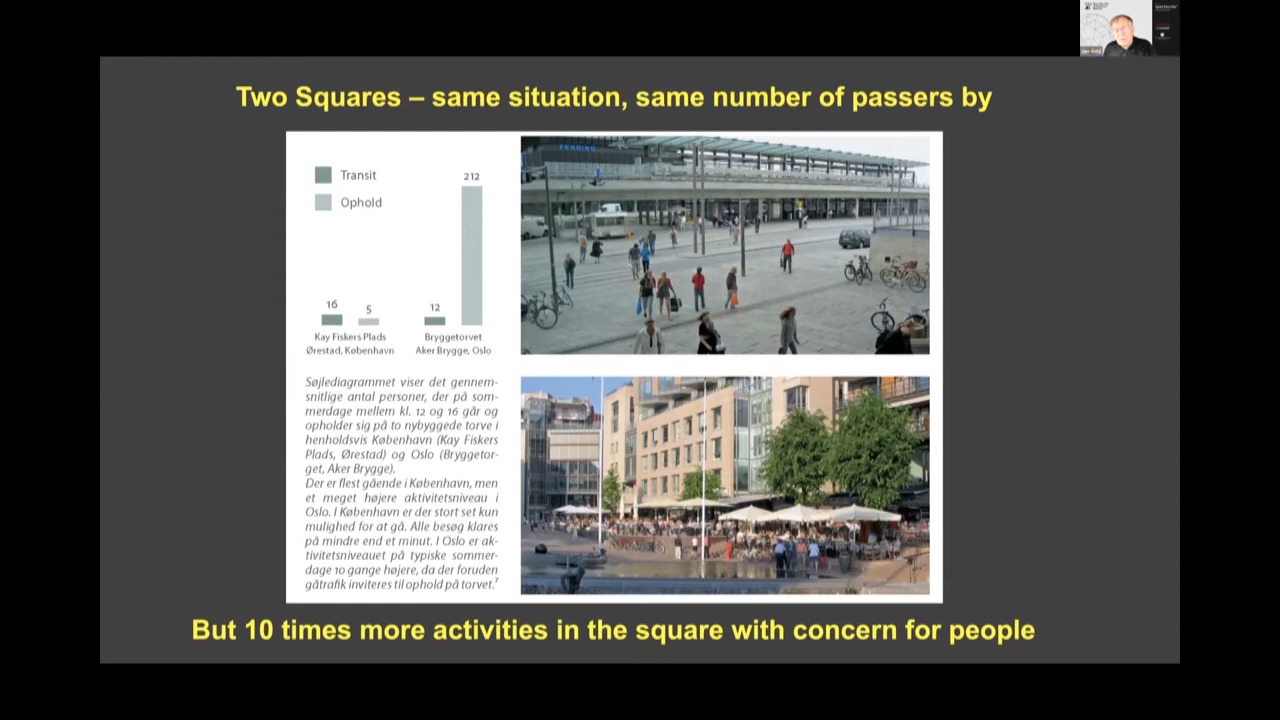 Two Squares – same situation, same number of passers by
Transit
Ophold
212
16
5
12
Kay Fiskers Plads
Ørestad, København
Bryggetorvet
Aker Brygge, Oslo
Søjlediagrammet viser det gennem-
snitlige antal personer, der på som-
merdage mellem kl. 12 og 16 går og
opholder sig på to nybyggede torve i
henholdsvis København (Kay Fiskers
Plads, Ørestad) og Oslo (Bryggetor-
get, Aker Brygge).
Der er flest gående i København, men
et meget højere aktivitetsniveau i
Oslo. I København er der stort set kun
mulighed for at gå. Alle besøg klares
på mindre end et minut. I Oslo er ak-
tivitetsniveauet på typiske sommer-
dage 10 gange højere, da der foruden
gåtrafik inviteres til ophold på torvet.⁷
FERRING
But 10 times more activities in the square with concern for people